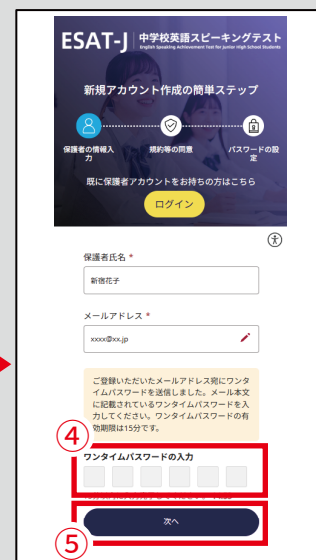 ESAT-J 中学校英語スピーキングテスト
English Speaking Achievement Test for Junior High School Students
新規アカウント作成の簡単ステップ
保護者の情報入力
規約等の同意
パスワードの設定
既に保護者アカウントをお持ちの方はこちら
ログイン
保護者氏名 *
新宿花子
メールアドレス *
xxxx@xx.jp
ご登録いただいたメールアドレス宛にワンタ
イムパスワードを送信しました。メール本文
に記載されているワンタイムパスワードを入
力してください。ワンタイムパスワードの有
効期限は15分です。
④
ワンタイムパスワードの入力
次へ
⑤